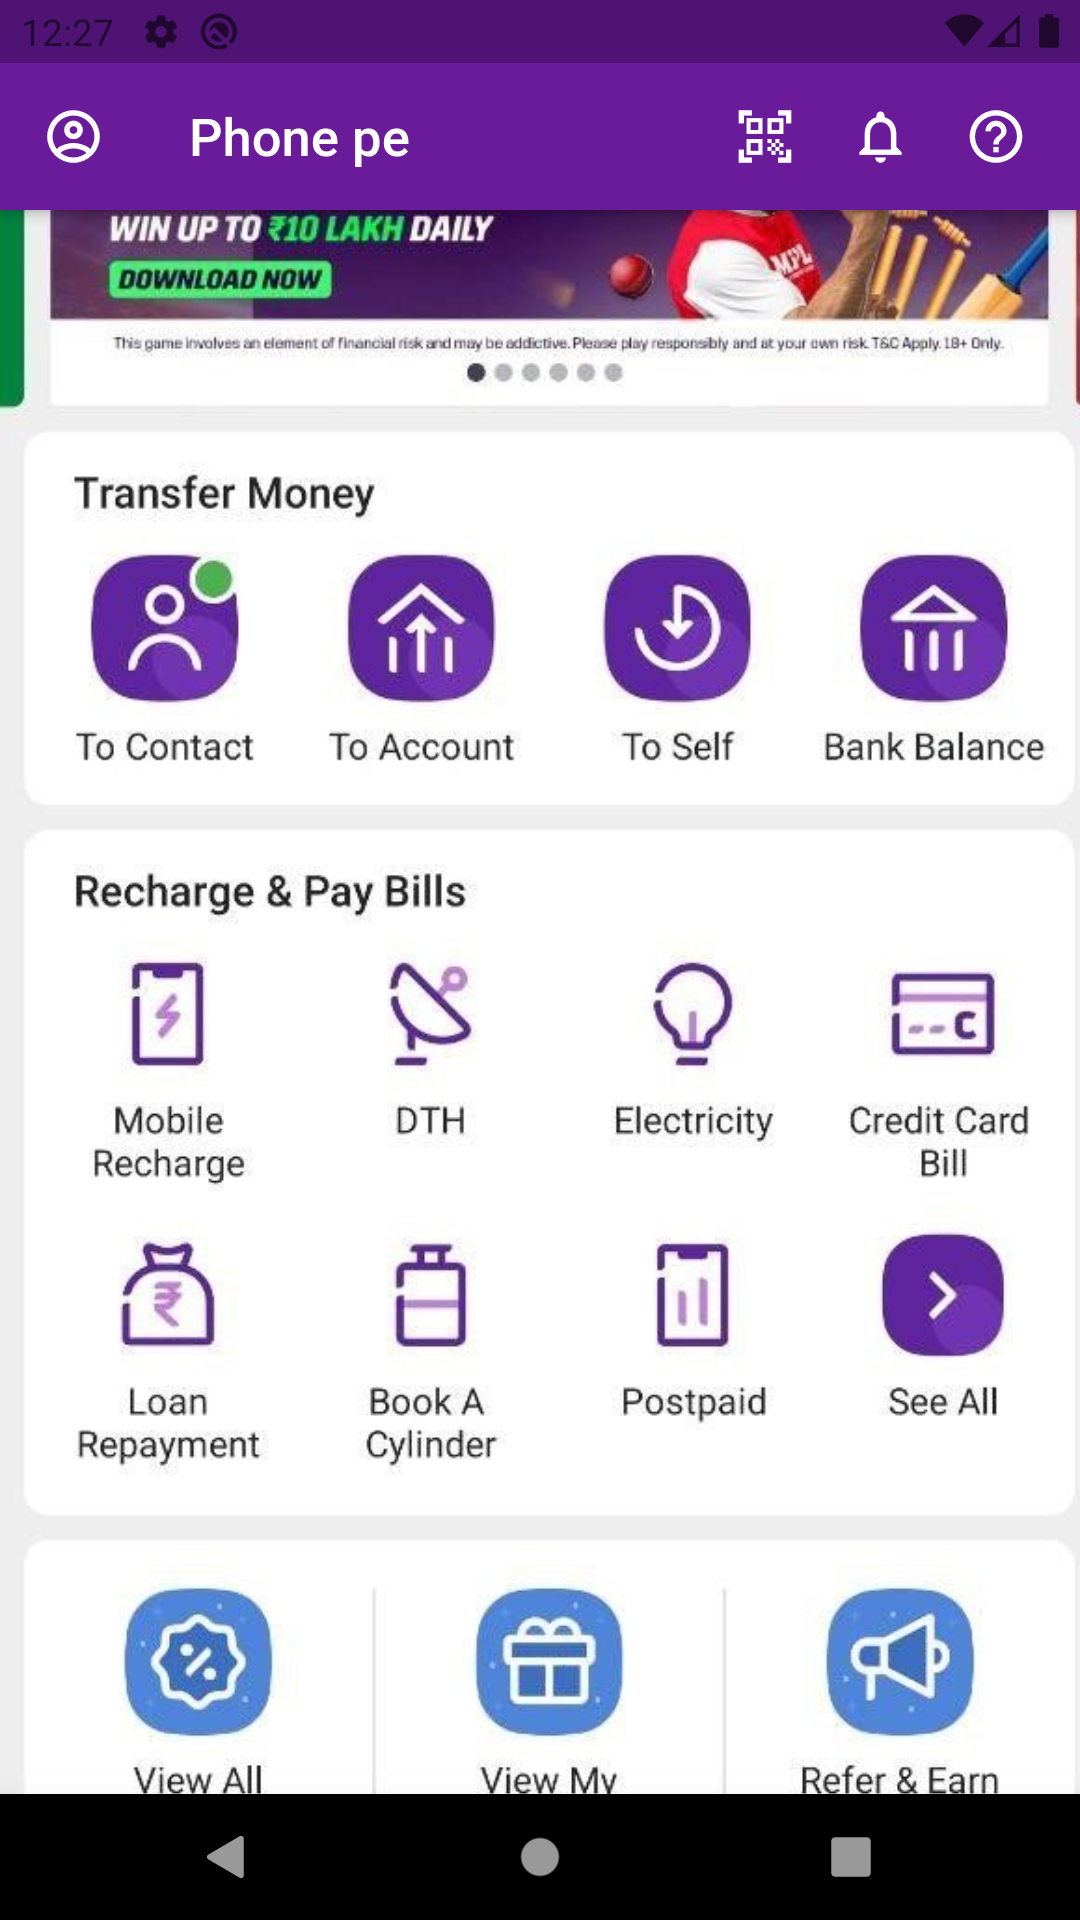 12:27
Phone pe
WIN UP TO ₹10 LAKH DAILY
DOWNLOAD NOW
MPL
This game involves an element of financial risk and may be addictive. Please play responsibly and at your own risk. T&C Apply. 18+ Only.
Transfer Money
To Contact
To Account
To Self
Bank Balance
Recharge & Pay Bills
Mobile
Recharge
DTH
Electricity
Credit Card
Bill
Loan
Repayment
Book A
Cylinder
Postpaid
See All
View All
View My
Refer & Earn